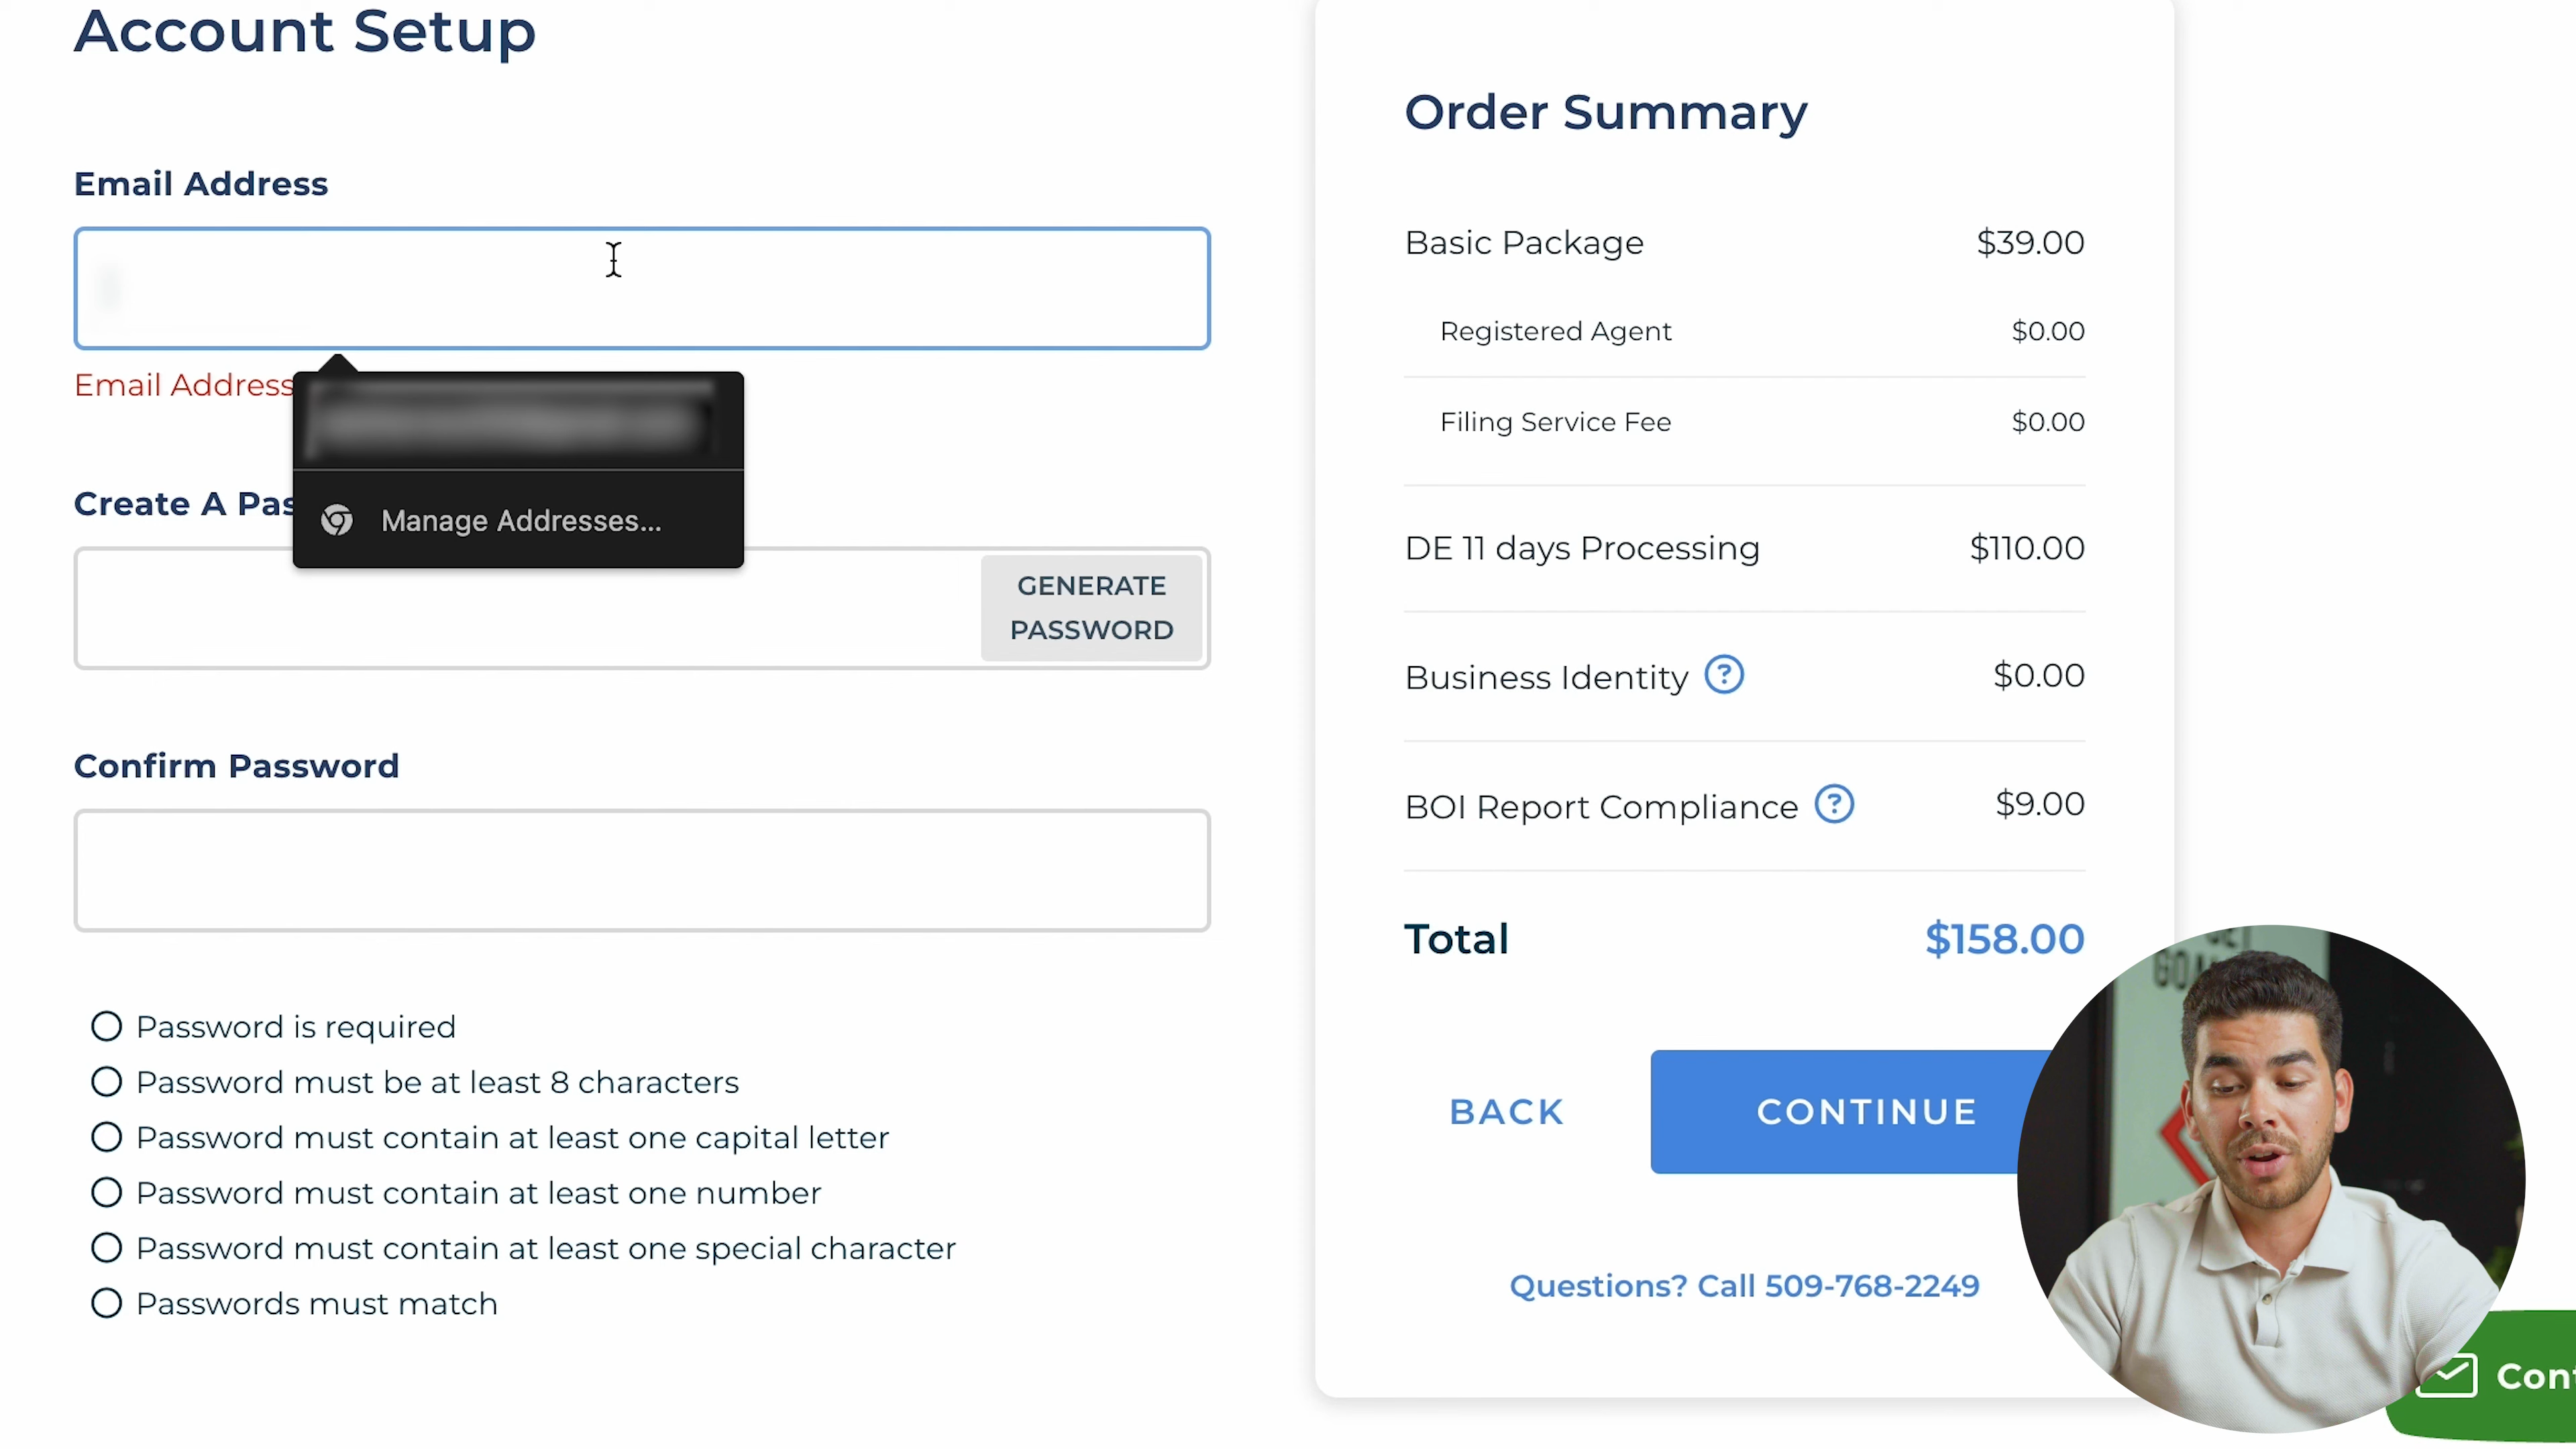 Account Setup
Email Address
Email Address
Manage Addresses...
Create A Pas
GENERATE
PASSWORD
Confirm Password
Password is required
Password must be at least 8 characters
Password must contain at least one capital letter
Password must contain at least one number
Password must contain at least one special character
Passwords must match
Order Summary
Basic Package $39.00
Registered Agent $0.00
Filing Service Fee $0.00
DE 11 days Processing $110.00
Business Identity ? $0.00
BOI Report Compliance ? $9.00
Total $158.00
BACK CONTINUE
Questions? Call 509-768-2249
Cont